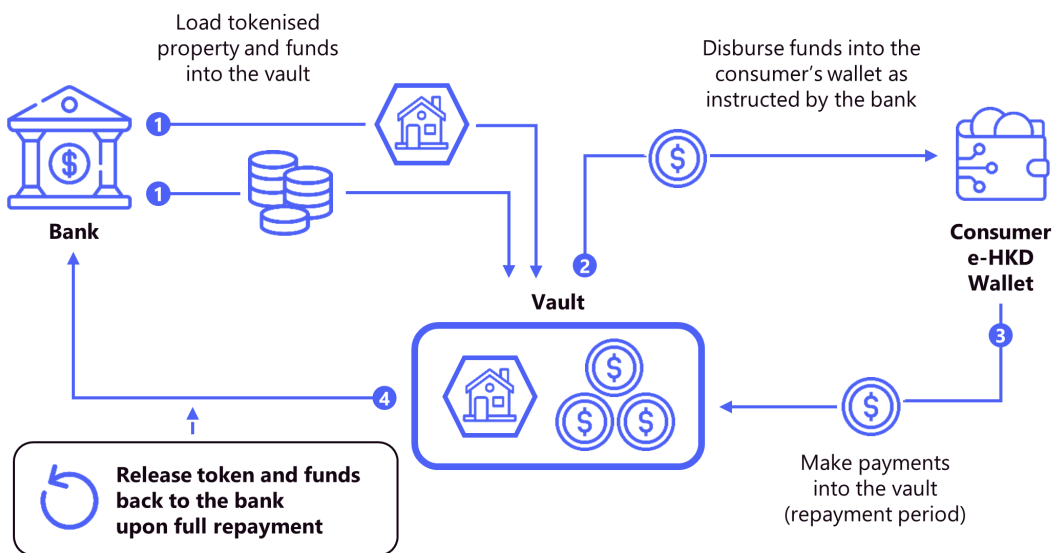 Load tokenised
property and funds
into the vault
Disburse funds into the
consumer's wallet as
instructed by the bank
1
$
1
$
Bank
Consumer
e-HKD
Wallet
2
Vault
3
$
$ $
4
$
Release token and funds
back to the bank
upon full repayment
Make payments
into the vault
(repayment period)